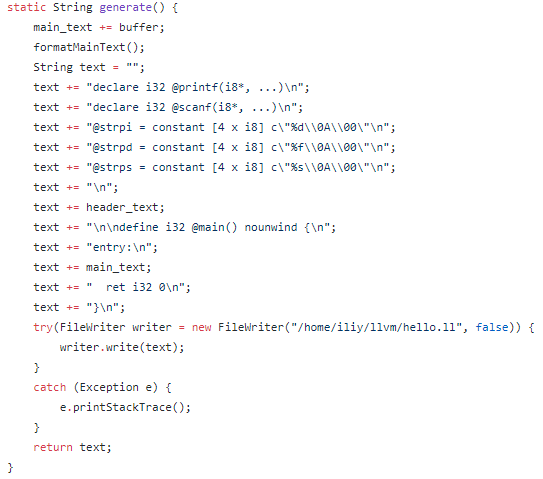 static String generate() {
    main_text += buffer;
    formatMainText();
    String text = "";
    text += "declare i32 @printf(i8*, ...)\n";
    text += "declare i32 @scanf(i8*, ...)\n";
    text += "@strpi = constant [4 x i8] c\"%d\\0A\\00\"\n";
    text += "@strpd = constant [4 x i8] c\"%f\\0A\\00\"\n";
    text += "@strps = constant [4 x i8] c\"%s\\0A\\00\"\n";
    text += "\n";
    text += header_text;
    text += "\n\ndefine i32 @main() nounwind {\n";
    text += "entry:\n";
    text += main_text;
    text += "  ret i32 0\n";
    text += "}\n";
    try(FileWriter writer = new FileWriter("/home/iliy/llvm/hello.ll", false)) {
        writer.write(text);
    }
    catch (Exception e) {
        e.printStackTrace();
    }
    return text;
}